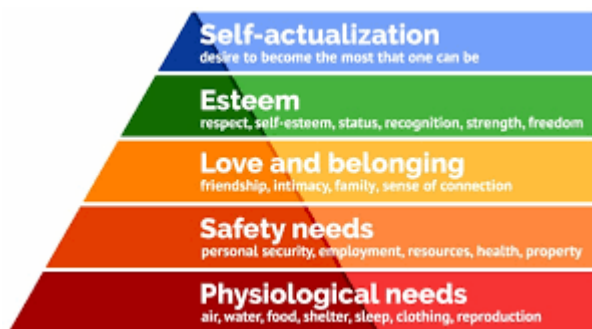 Self-actualization
desire to become the most that one can be
Esteem
respect, self-esteem, status, recognition, strength, freedom
Love and belonging
friendship, intimacy, family, sense of connection
Safety needs
personal security, employment, resources, health, property
Physiological needs
air, water, food, shelter, sleep, clothing, reproduction